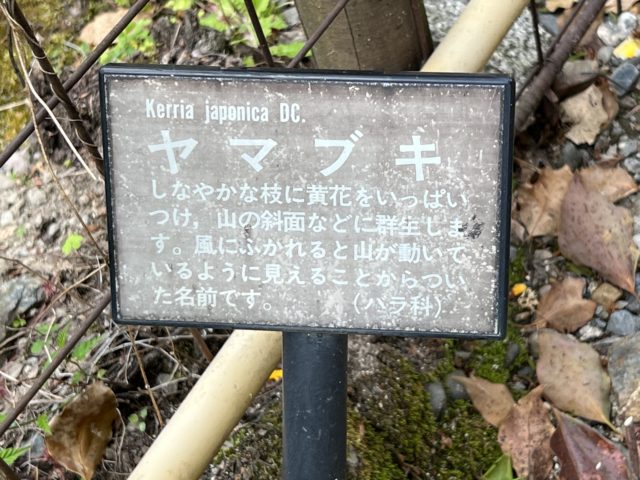 Kerria japonica DC.
ヤマブキ
しなやかな枝に黄花をいっぱい
つけ，山の斜面などに群生しま
す。風にふかれると山が動いて
いるように見えることからつい
た名前です。　　　（バラ科）